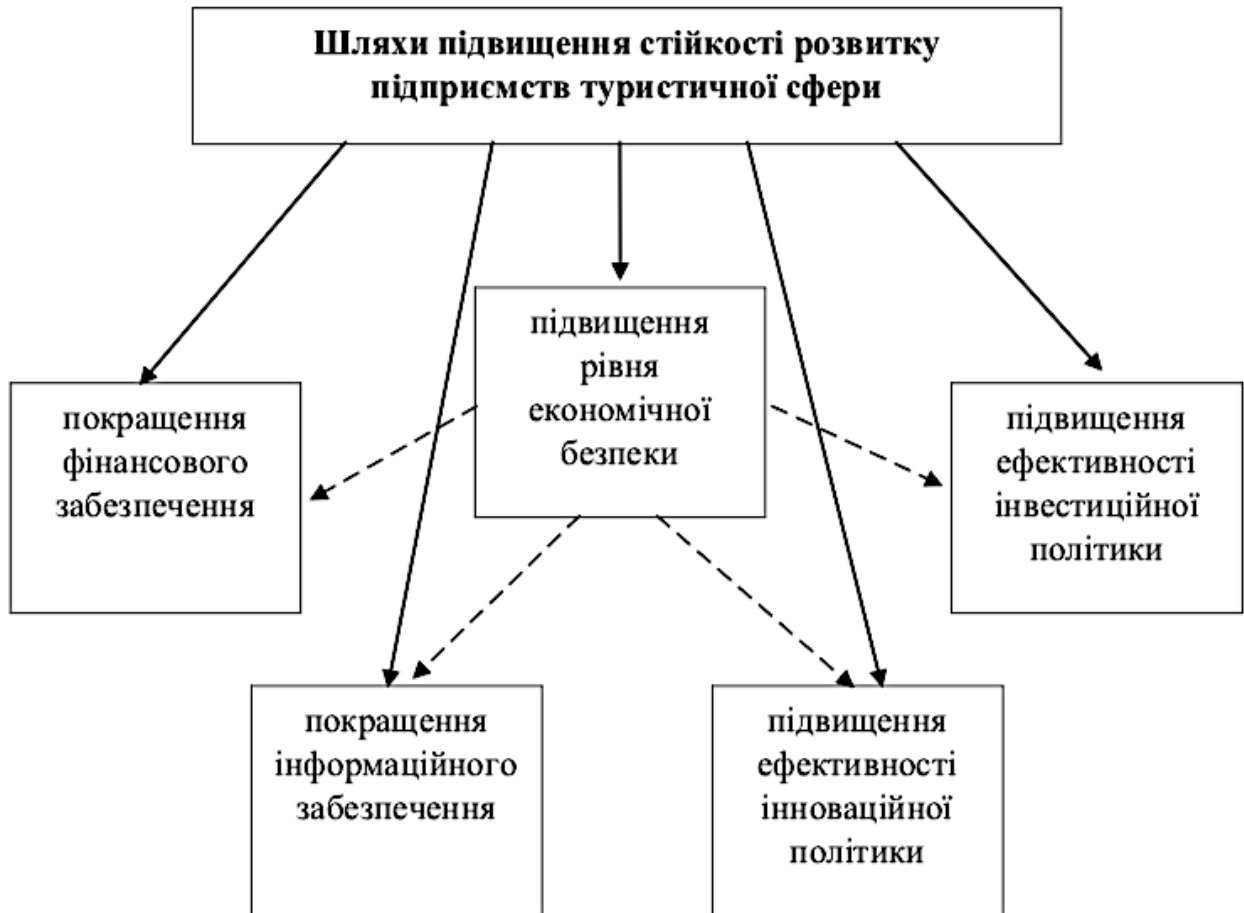 Шляхи підвищення стійкості розвитку
підприємств туристичної сфери
підвищення
рівня
економічної
безпеки
покращення
фінансового
забезпечення
підвищення
ефективності
інвестиційної
політики
покращення
інформаційного
забезпечення
підвищення
ефективності
інноваційної
політики